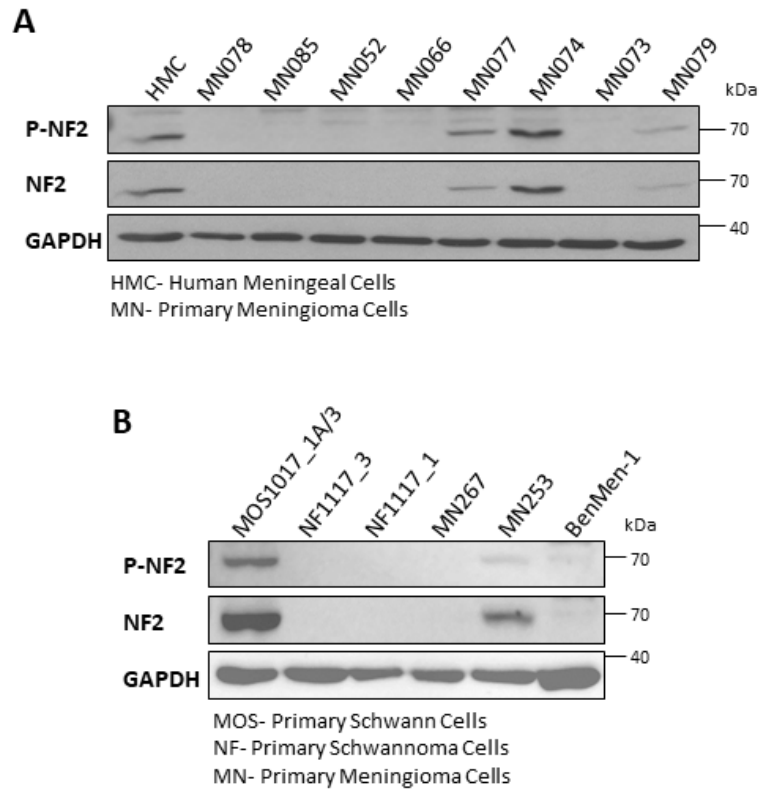 A
HMC MN078 MN085 MN052 MN066 MN077 MN074 MN073 MN079
kDa
P-NF2 70
NF2 70
GAPDH 40
HMC- Human Meningeal Cells
MN- Primary Meningioma Cells
B
MOS1017_1A/3 NF1117_3 NF1117_1 MN267 MN253 BenMen-1
kDa
P-NF2 70
NF2 70
GAPDH 40
MOS- Primary Schwann Cells
NF- Primary Schwannoma Cells
MN- Primary Meningioma Cells